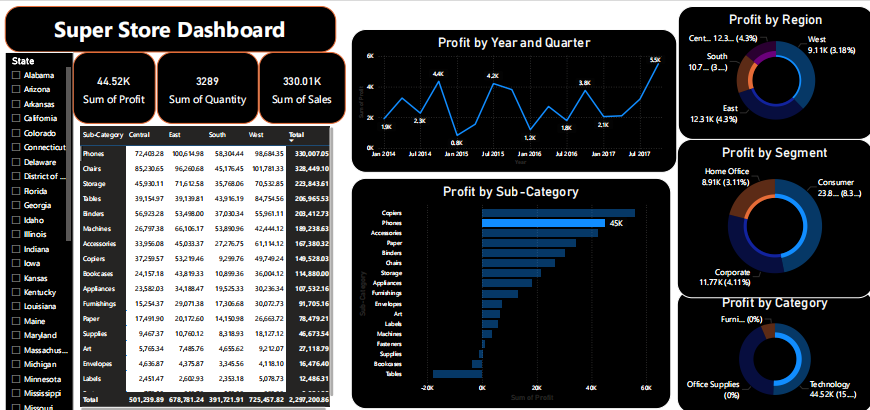 Super Store Dashboard
State
Alabama
Arizona
Arkansas
California
Colorado
Connecticut
Delaware
District of ...
Florida
Georgia
Idaho
Illinois
Indiana
Iowa
Kansas
Kentucky
Louisiana
Maine
Maryland
Massachus...
Michigan
Minnesota
Mississippi
Missouri
44.52K
Sum of Profit
3289
Sum of Quantity
330.01K
Sum of Sales
Sub-Category Central East South West Total
Phones 72,403.28 100,614.98 58,304.44 98,684.35 330,007.05
Chairs 85,230.65 96,260.68 45,176.45 101,781.33 328,449.10
Storage 45,930.11 71,612.58 35,768.06 70,532.85 223,843.61
Tables 39,154.97 39,139.81 43,916.19 84,754.56 206,965.53
Binders 56,923.28 53,498.00 37,030.34 55,961.11 203,412.73
Machines 26,797.38 66,106.17 53,890.96 42,444.12 189,238.63
Accessories 33,956.08 45,033.37 27,276.75 61,114.12 167,380.32
Copiers 37,259.57 53,219.46 9,299.76 49,749.24 149,528.03
Bookcases 24,157.18 43,819.33 10,899.36 36,004.12 114,880.00
Appliances 23,582.03 34,188.47 19,525.33 30,236.34 107,532.16
Furnishings 15,254.37 29,071.38 17,306.68 30,072.73 91,705.16
Paper 17,491.90 20,172.60 14,150.98 26,663.72 78,479.21
Supplies 9,467.37 10,760.12 8,318.93 18,127.12 46,673.54
Art 5,765.34 7,485.76 4,655.62 9,212.07 27,118.79
Envelopes 4,636.87 4,375.87 3,345.56 4,118.10 16,476.40
Labels 2,451.47 2,602.93 2,353.18 5,078.73 12,486.31
Total 501,239.89 678,781.24 391,721.91 725,457.82 2,297,200.86
Profit by Year and Quarter
Sum of Profit
6K
4K
2K
0K
1.9K
2.3K
4.4K
0.8K
4.2K
1.2K
1.8K
3.8K
2.1K
5.5K
Jan 2014 Jul 2014 Jan 2015 Jul 2015 Jan 2016 Jul 2016 Jan 2017 Jul 2017
Year
Profit by Sub-Category
Sub-Category
Copiers
Phones 45K
Accessories
Paper
Binders
Chairs
Storage
Appliances
Furnishings
Envelopes
Art
Labels
Machines
Fasteners
Supplies
Bookcases
Tables
-20K 0K 20K 40K 60K
Sum of Profit
Profit by Region
Cent... 12.3... (4.3%)
West
9.11K (3.18%)
South
10.7... (3....)
East
12.31K (4.3%)
Profit by Segment
Home Office
8.91K (3.11%)
Consumer
23.8... (8.3...)
Corporate
11.77K (4.11%)
Profit by Category
Furni... (0%)
Office Supplies
(0%)
Technology
44.52K (15....)